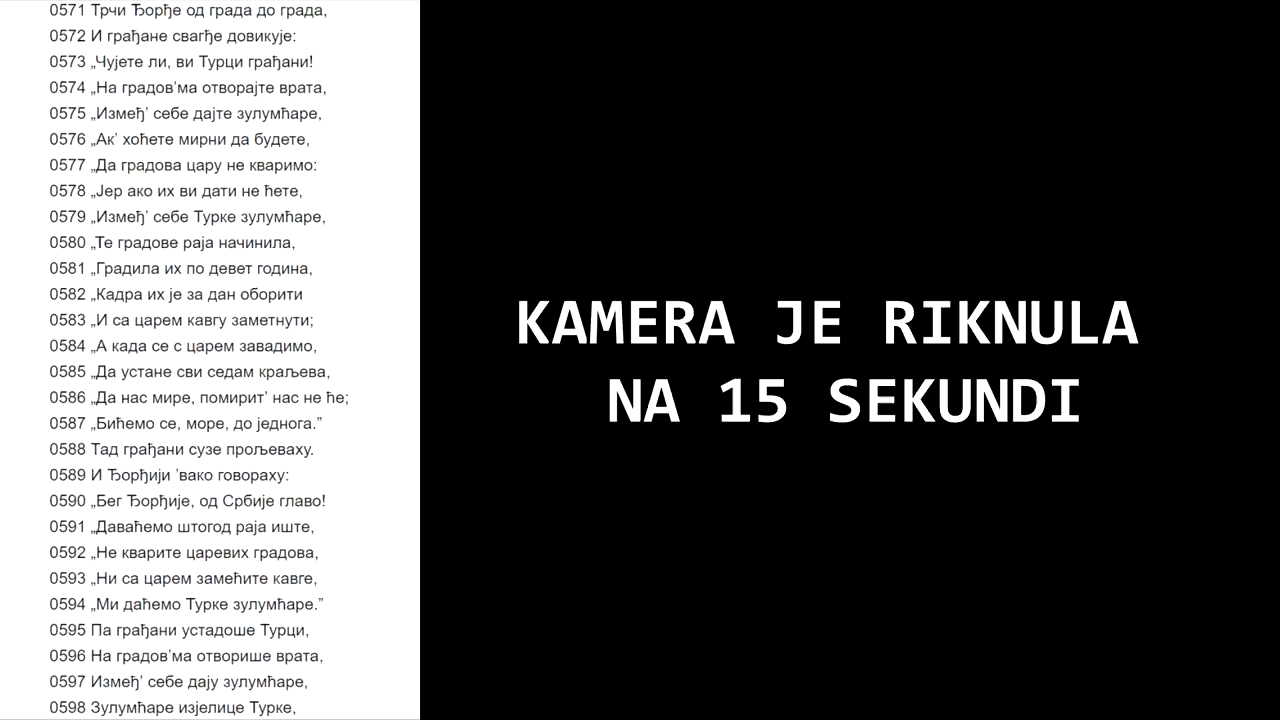 0571 Трчи Ђорђе од града до града,
0572 И грађане свагђе довикује:
0573 „Чујете ли, ви Турци грађани!
0574 „На градов’ма отворајте врата,
0575 „Измеђ’ себе дајте зулумћаре,
0576 „Ак’ хоћете мирни да будете,
0577 „Да градова цару не кваримо:
0578 „Јер ако их ви дати не ћете,
0579 „Измеђ’ себе Турке зулумћаре,
0580 „Те градове раја начинила,
0581 „Градила их по девет година,
0582 „Кадра их је за дан оборити
0583 „И са царем кавгу заметнути;
0584 „А када се с царем завадимо,
0585 „Да устане сви седам краљева,
0586 „Да нас мире, помирит’ нас не ће;
0587 „Бићемо се, море, до једнога.”
0588 Тад грађани сузе прољеваху.
0589 И Ђорђији ’вако говораху:
0590 „Бег Ђорђије, од Србије главо!
0591 „Даваћемо штогод раја иште,
0592 „Не кварите царевих градова,
0593 „Ни са царем замећите кавге,
0594 „Ми даћемо Турке зулумћаре.”
0595 Па грађани устадоше Турци,
0596 На градов’ма отворише врата,
0597 Измеђ’ себе дају зулумћаре,
0598 Зулумћаре изјелице Турке,
KAMERA JE RIKNULA
NA 15 SEKUNDI